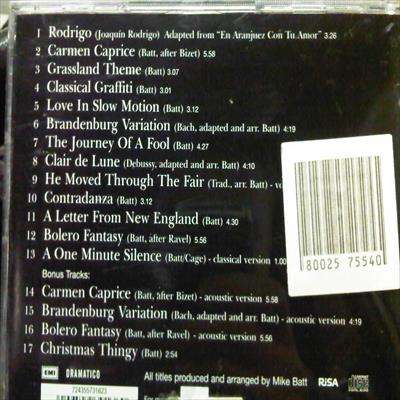 1 Rodrigo (Joaquin Rodrigo) Adapted from "En Aranjuez Con Tu Amor" 3:26
2 Carmen Caprice (Batt, after Bizet) 5.58
3 Grassland Theme (Batt) 3.07
4 Classical Graffiti (Batt) 3.01
5 Love In Slow Motion (Batt) 3.12
6 Brandenburg Variation (Bach, adapted and arr. Batt) 4:19
7 The Journey Of A Fool (Batt) 4.27
8 Clair de Lune (Debussy, adapted and arr. Batt) 4:10
9 He Moved Through The Fair (Trad., arr. Batt) - ve
10 Contradanza (Batt) 3.12
11 A Letter From New England (Batt) 4.30
12 Bolero Fantasy (Batt, after Ravel) 5.56
13 A One Minute Silence (Batt/Cage) - classical version 1.00
Bonus Tracks:
14 Carmen Caprice (Batt, after Bizet) - acoustic version 5.58
15 Brandenburg Variation (Bach, adapted and arr. Batt) - acoustic version 4:19
16 Bolero Fantasy (Batt, after Ravel) - acoustic version 5.56
17 Christmas Thingy (Batt) 2:54
80025 75540
EMI DRAMATICO
All titles produced and arranged by Mike Batt
RiSA
724355731623